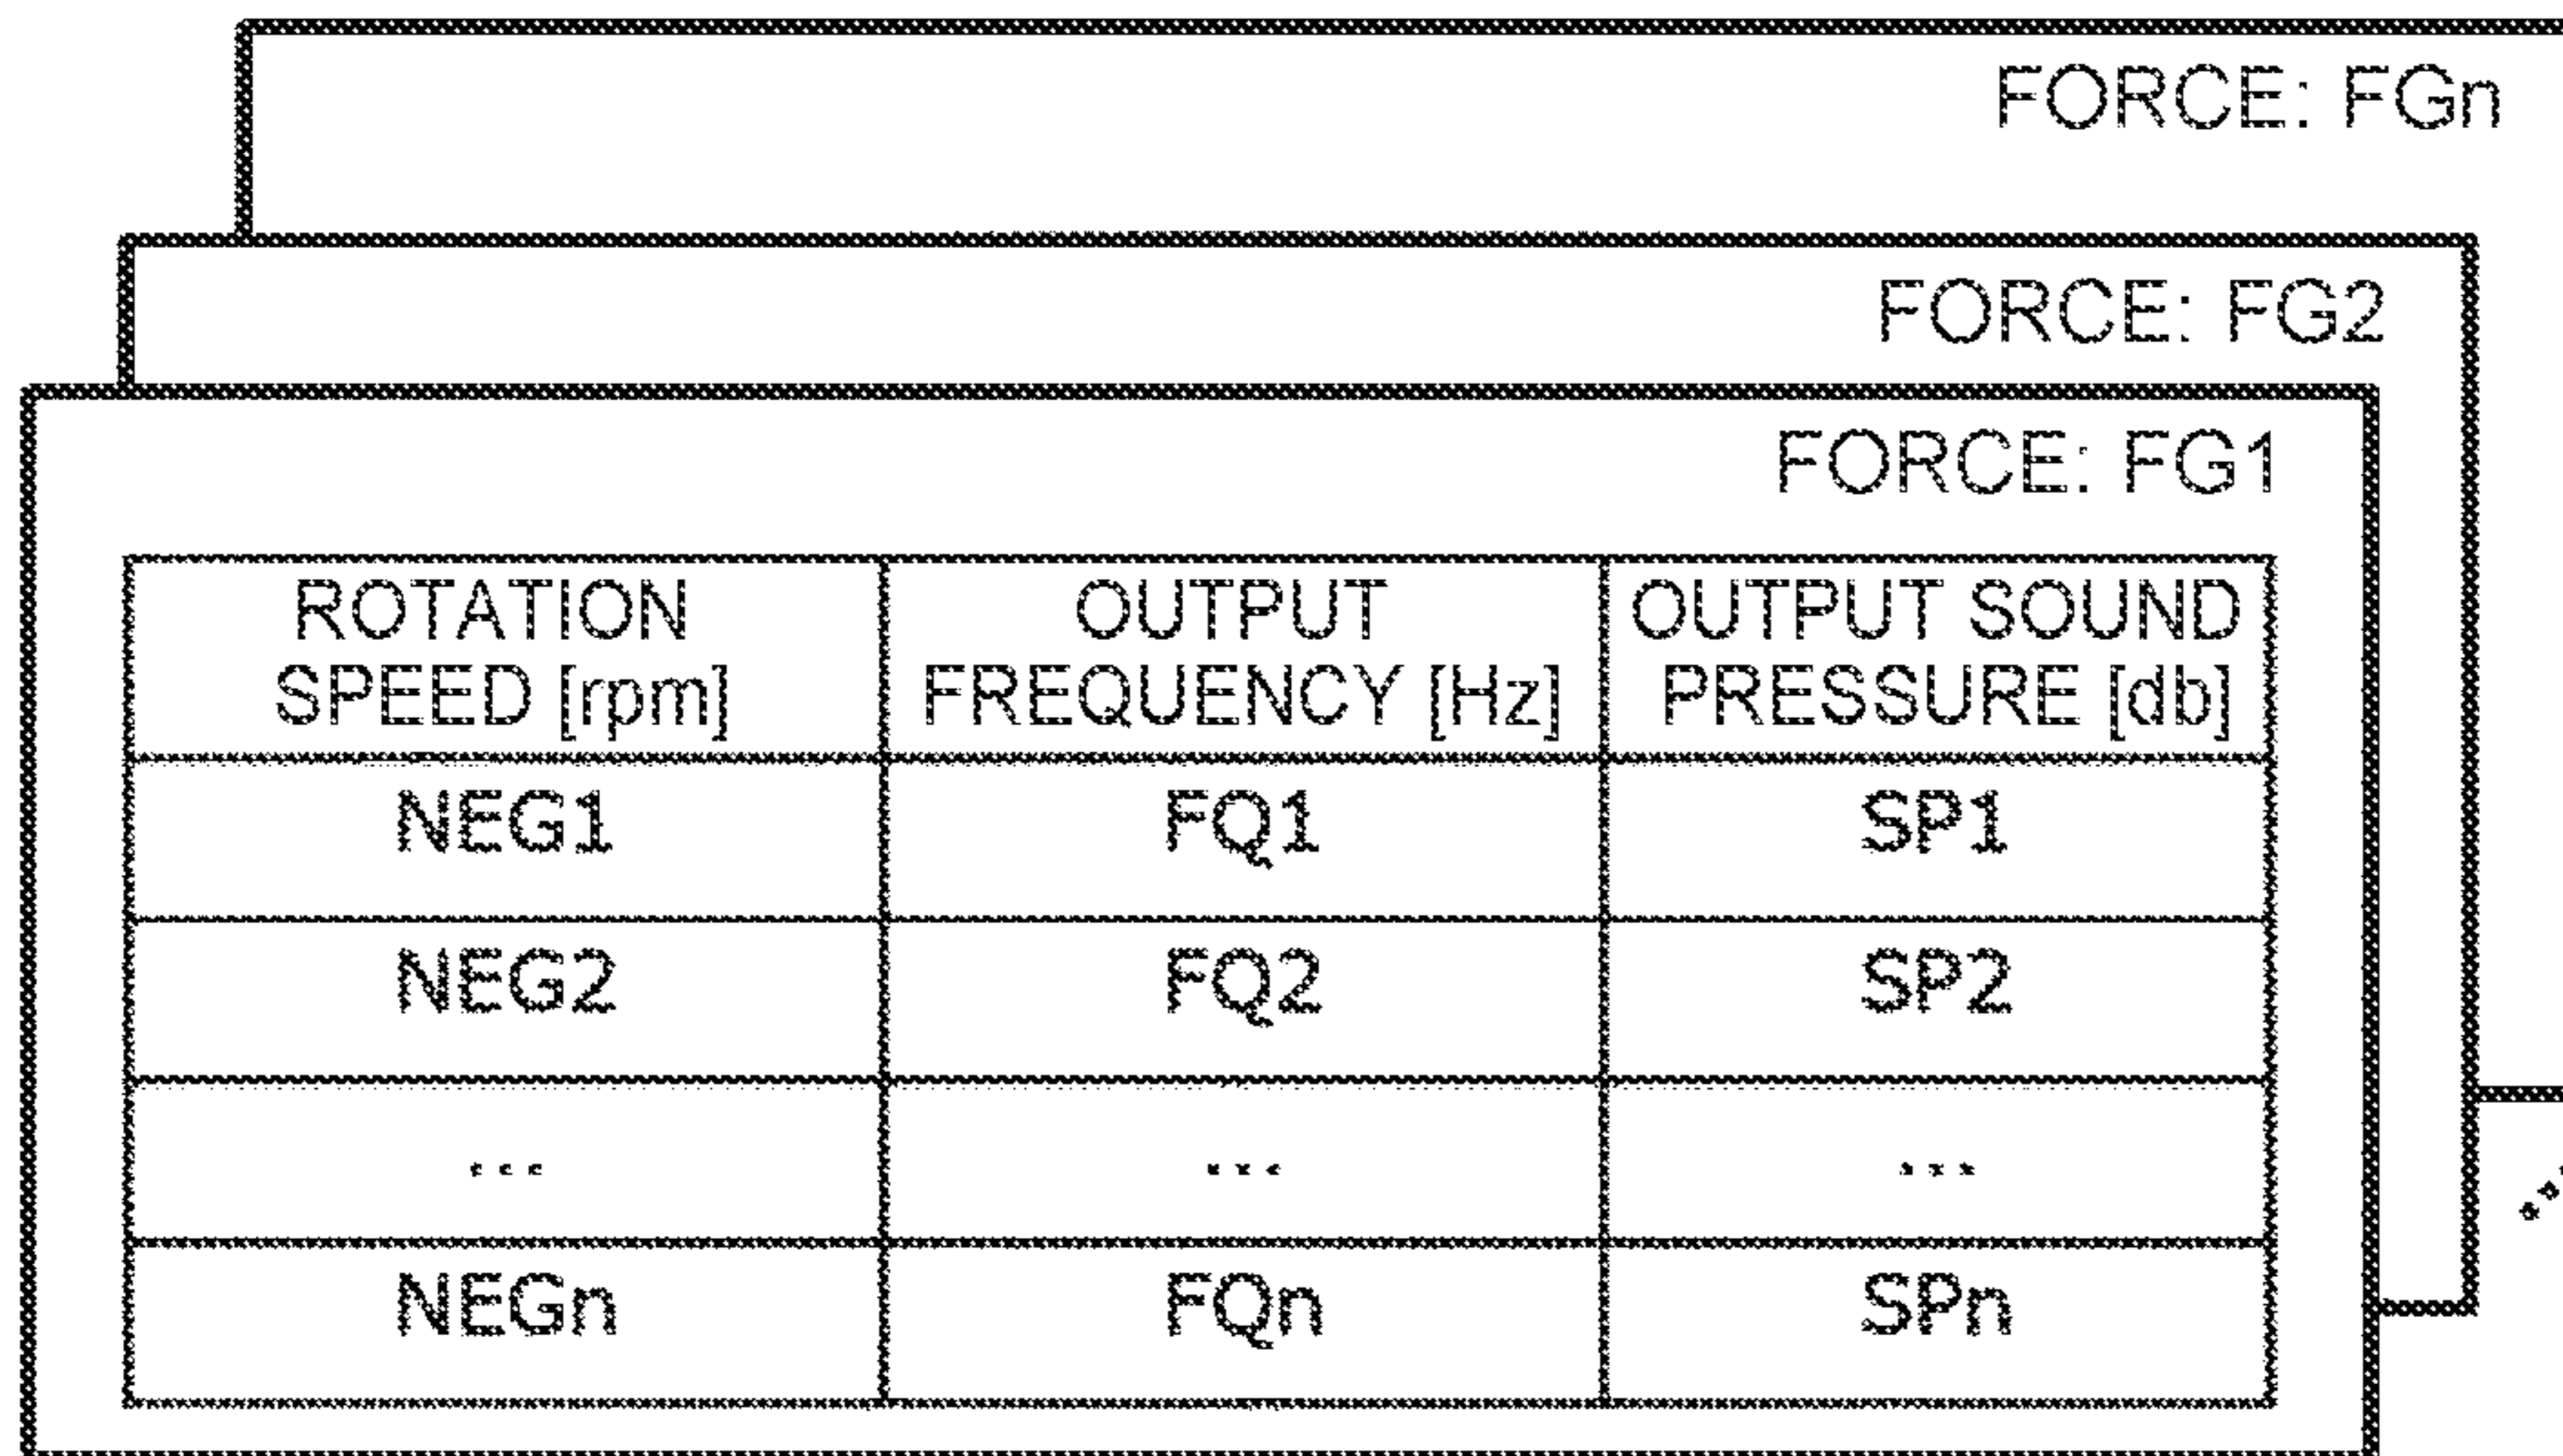 FORCE: FGn
FORCE: FG2
FORCE: FG1
ROTATION SPEED [rpm] OUTPUT FREQUENCY [Hz] OUTPUT SOUND PRESSURE [db]
NEG1 FQ1 SP1
NEG2 FQ2 SP2
... ... ...
NEGn FQn SPn